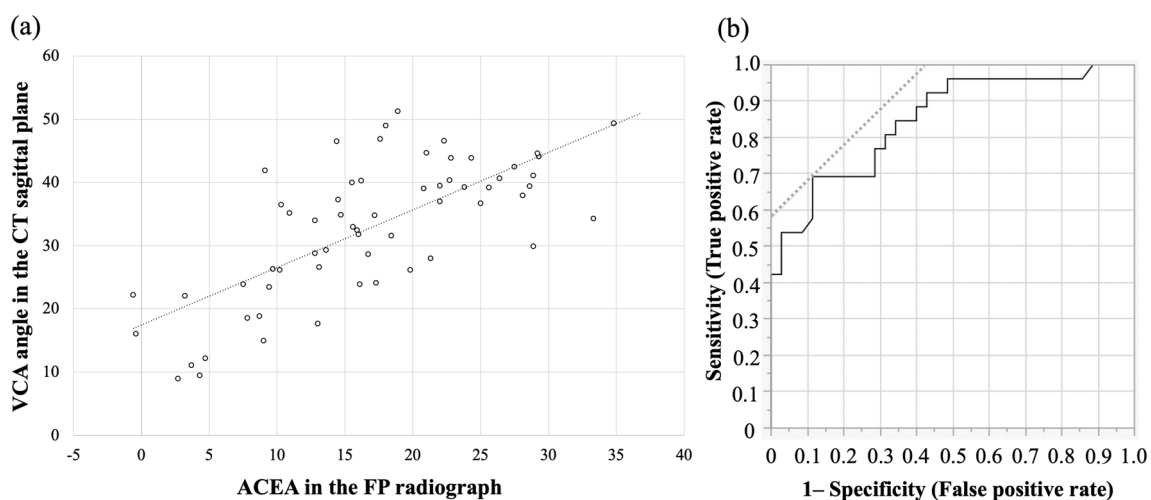 (a)
VCA angle in the CT sagittal plane
60
50
40
30
20
10
0
-5 0 5 10 15 20 25 30 35 40
ACEA in the FP radiograph
(b)
Sensitivity (True positive rate)
1.0
0.9
0.8
0.7
0.6
0.5
0.4
0.3
0.2
0.1
0
0 0.1 0.2 0.3 0.4 0.5 0.6 0.7 0.8 0.9 1.0
1– Specificity (False positive rate)